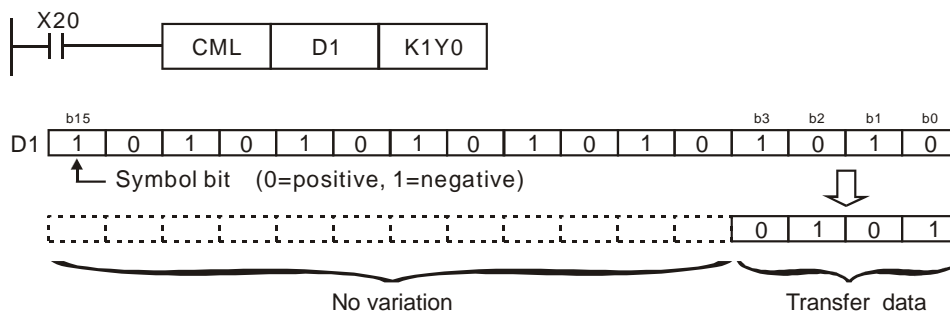 X20
CML D1 K1Y0
b15 b3 b2 b1 b0
D1 1 0 1 0 1 0 1 0 1 0 1 0 1 0 1 0
Symbol bit (0=positive, 1=negative)
0 1 0 1
No variation Transfer data